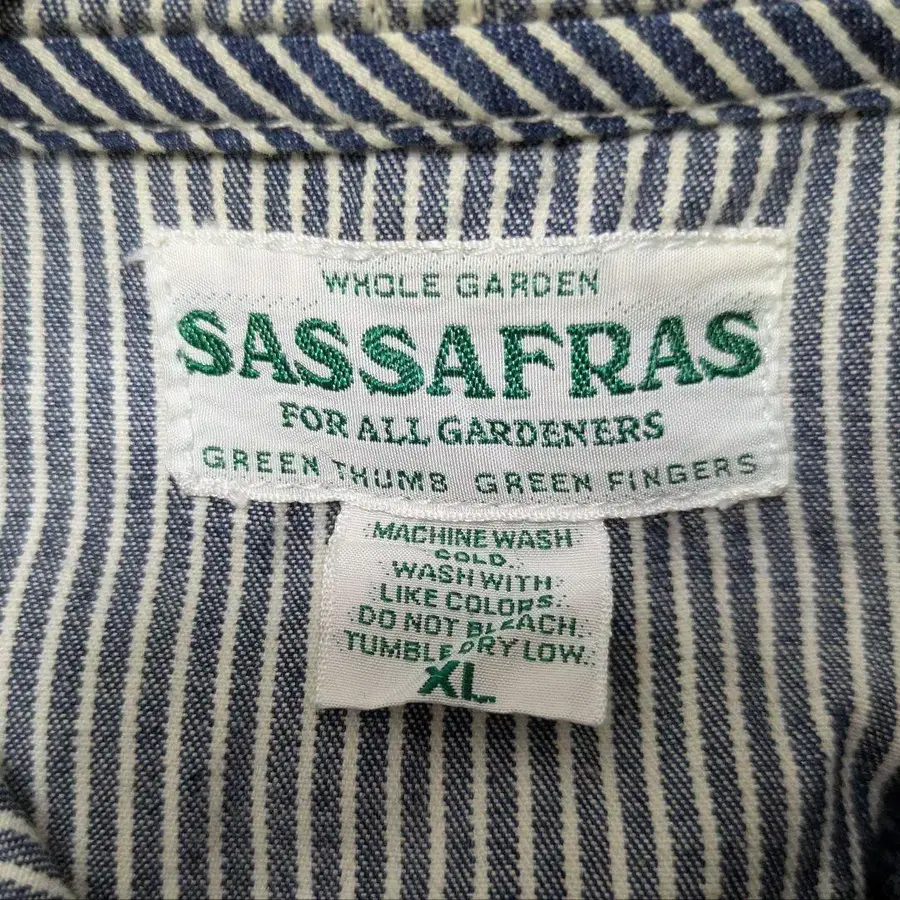 WHOLE GARDEN
SASSAFRAS
FOR ALL GARDENERS
GREEN THUMB GREEN FINGERS
MACHINE WASH
COLD.
WASH WITH
LIKE COLORS.
DO NOT BLEACH.
TUMBLE DRY LOW.
XL